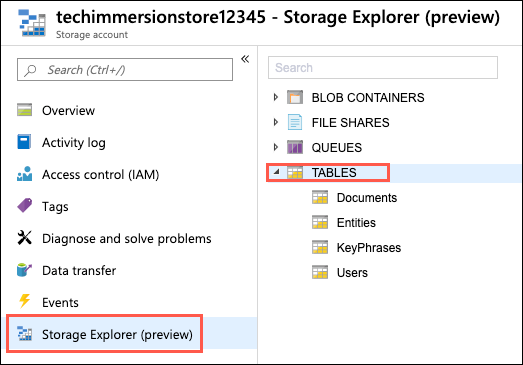 techimmersionstore12345 - Storage Explorer (preview)
Storage account
Search (Ctrl+/)
«
Overview
Activity log
Access control (IAM)
Tags
Diagnose and solve problems
Data transfer
Events
Storage Explorer (preview)
Search
BLOB CONTAINERS
FILE SHARES
QUEUES
TABLES
Documents
Entities
KeyPhrases
Users